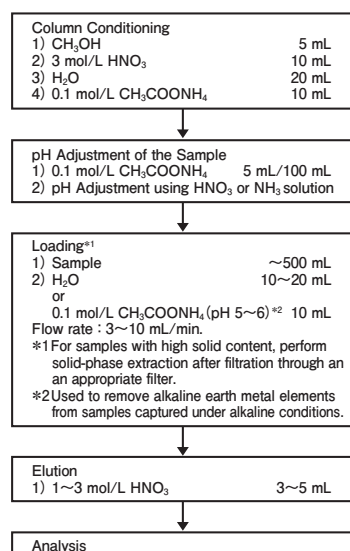 Column Conditioning
1) CH₃OH 5 mL
2) 3 mol/L HNO₃ 10 mL
3) H₂O 20 mL
4) 0.1 mol/L CH₃COONH₄ 10 mL
pH Adjustment of the Sample
1) 0.1 mol/L CH₃COONH₄ 5 mL/100 mL
2) pH Adjustment using HNO₃ or NH₃ solution
Loading*¹
1) Sample ～500 mL
2) H₂O 10～20 mL
or
0.1 mol/L CH₃COONH₄(pH 5～6)*² 10 mL
Flow rate : 3～10 mL/min.
*1 For samples with high solid content, perform
solid-phase extraction after filtration through an
an appropriate filter.
*2 Used to remove alkaline earth metal elements
from samples captured under alkaline conditions.
Elution
1) 1～3 mol/L HNO₃ 3～5 mL
Analysis